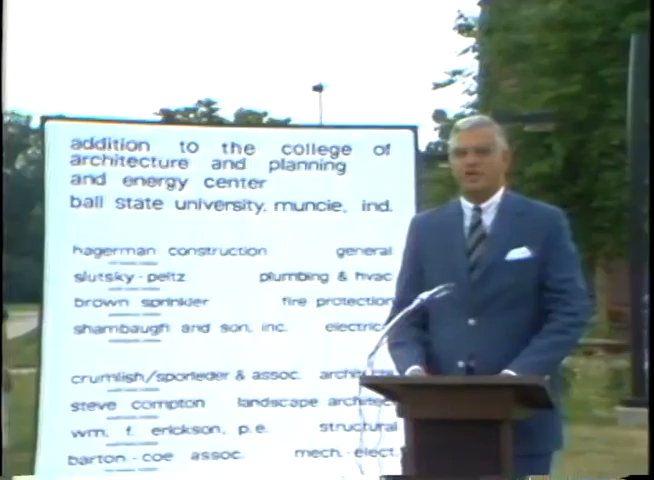 addition to the college of
architecture and planning
and energy center
ball state university, muncie, ind.
hagerman construction general
slutsky - peltz plumbing & hvac
brown sprinkler fire protection
shambaugh and son, inc. electric
crumlish/sporleder & assoc. archite
steve compton landscape architec
wm. f. erickson, p.e. structural
barton - coe assoc. mech. - elect.